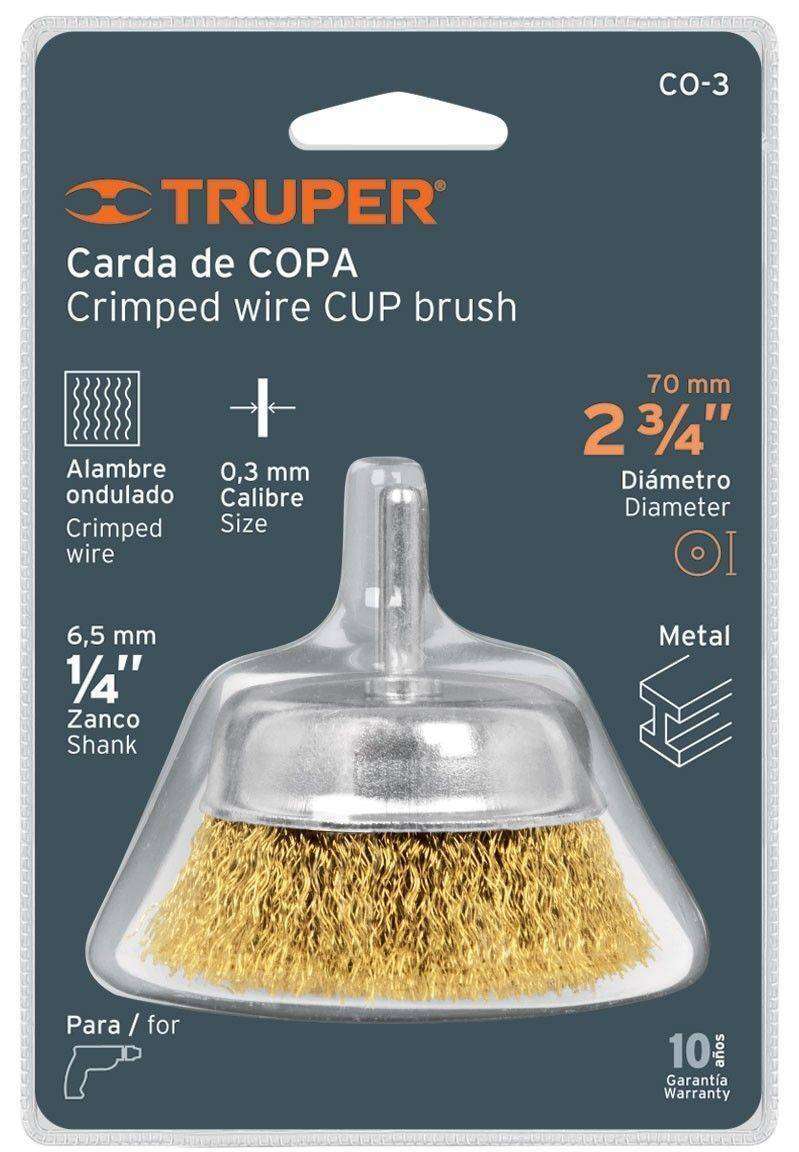 CO-3
TRUPER®
Carda de COPA
Crimped wire CUP brush
Alambre
ondulado
Crimped
wire
0,3 mm
Calibre
Size
70 mm
2 3/4"
Diámetro
Diameter
6,5 mm
1/4"
Zanco
Shank
Metal
Para / for
10 años
Garantía
Warranty